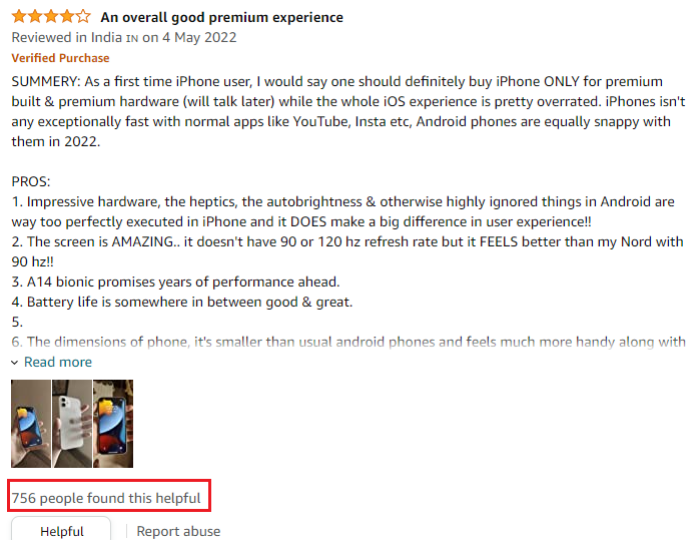 An overall good premium experience
Reviewed in India IN on 4 May 2022
Verified Purchase
SUMMERY: As a first time iPhone user, I would say one should definitely buy iPhone ONLY for premium
built & premium hardware (will talk later) while the whole iOS experience is pretty overrated. iPhones isn't
any exceptionally fast with normal apps like YouTube, Insta etc, Android phones are equally snappy with
them in 2022.
PROS:
1. Impressive hardware, the heptics, the autobrightness & otherwise highly ignored things in Android are
way too perfectly executed in iPhone and it DOES make a big difference in user experience!!
2. The screen is AMAZING.. it doesn't have 90 or 120 hz refresh rate but it FEELS better than my Nord with
90 hz!!
3. A14 bionic promises years of performance ahead.
4. Battery life is somewhere in between good & great.
5.
6. The dimensions of phone, it's smaller than usual android phones and feels much more handy along with
Read more
756 people found this helpful
Helpful
Report abuse